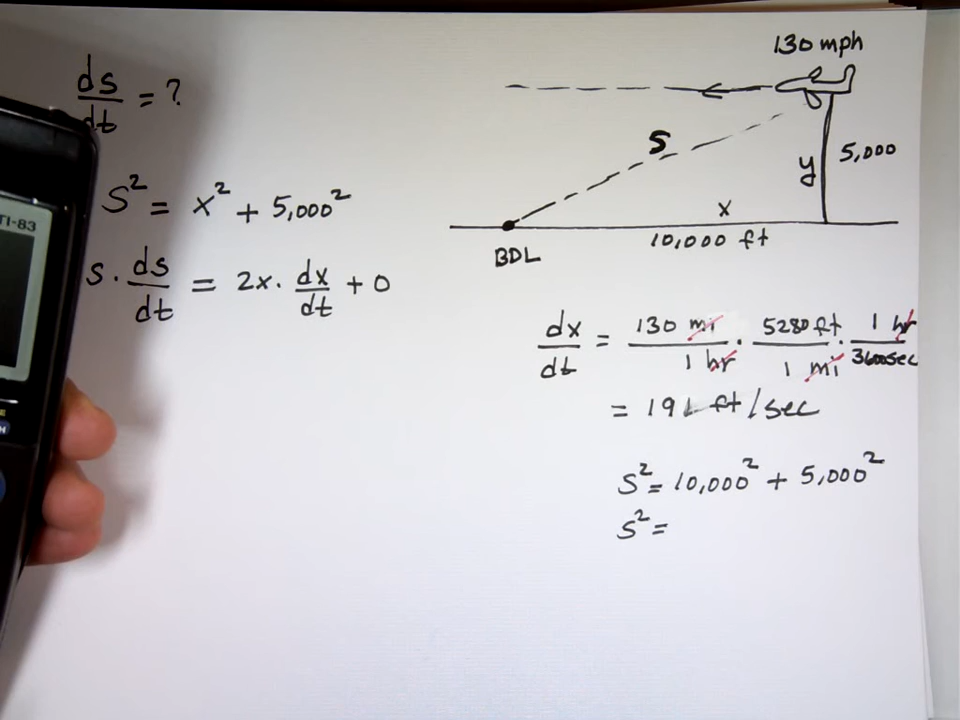 ds/dt = ?
S² = x² + 5,000²
s · ds/dt = 2x · dx/dt + 0
TI-83
130 mph
S
y
5,000
x
10,000 ft
BDL
dx/dt = 130 mi/1 hr · 5280 ft/1 mi · 1 hr/3600sec
= 191 ft/sec
S² = 10,000² + 5,000²
S² =